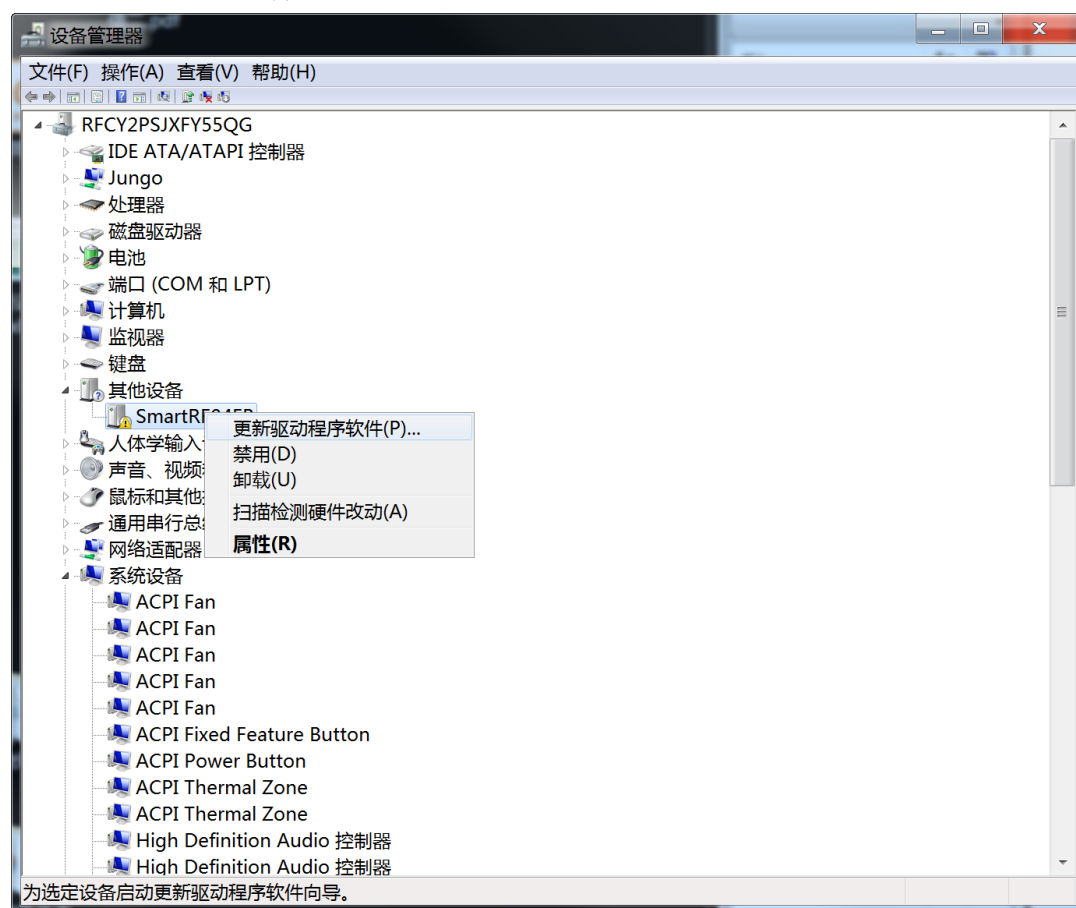 pdf
设备管理器
文件(F) 操作(A) 查看(V) 帮助(H)
RFCY2PSJXFY55QG
IDE ATA/ATAPI 控制器
Jungo
处理器
磁盘驱动器
电池
端口 (COM 和 LPT)
计算机
监视器
键盘
其他设备
SmartRF04EB
更新驱动程序软件(P)...
人体学输入
禁用(D)
声音、视频
卸载(U)
鼠标和其他
扫描检测硬件改动(A)
通用串行总
网络适配器
属性(R)
系统设备
ACPI Fan
ACPI Fan
ACPI Fan
ACPI Fan
ACPI Fan
ACPI Fixed Feature Button
ACPI Power Button
ACPI Thermal Zone
ACPI Thermal Zone
High Definition Audio 控制器
High Definition Audio 控制器
为选定设备启动更新驱动程序软件向导。